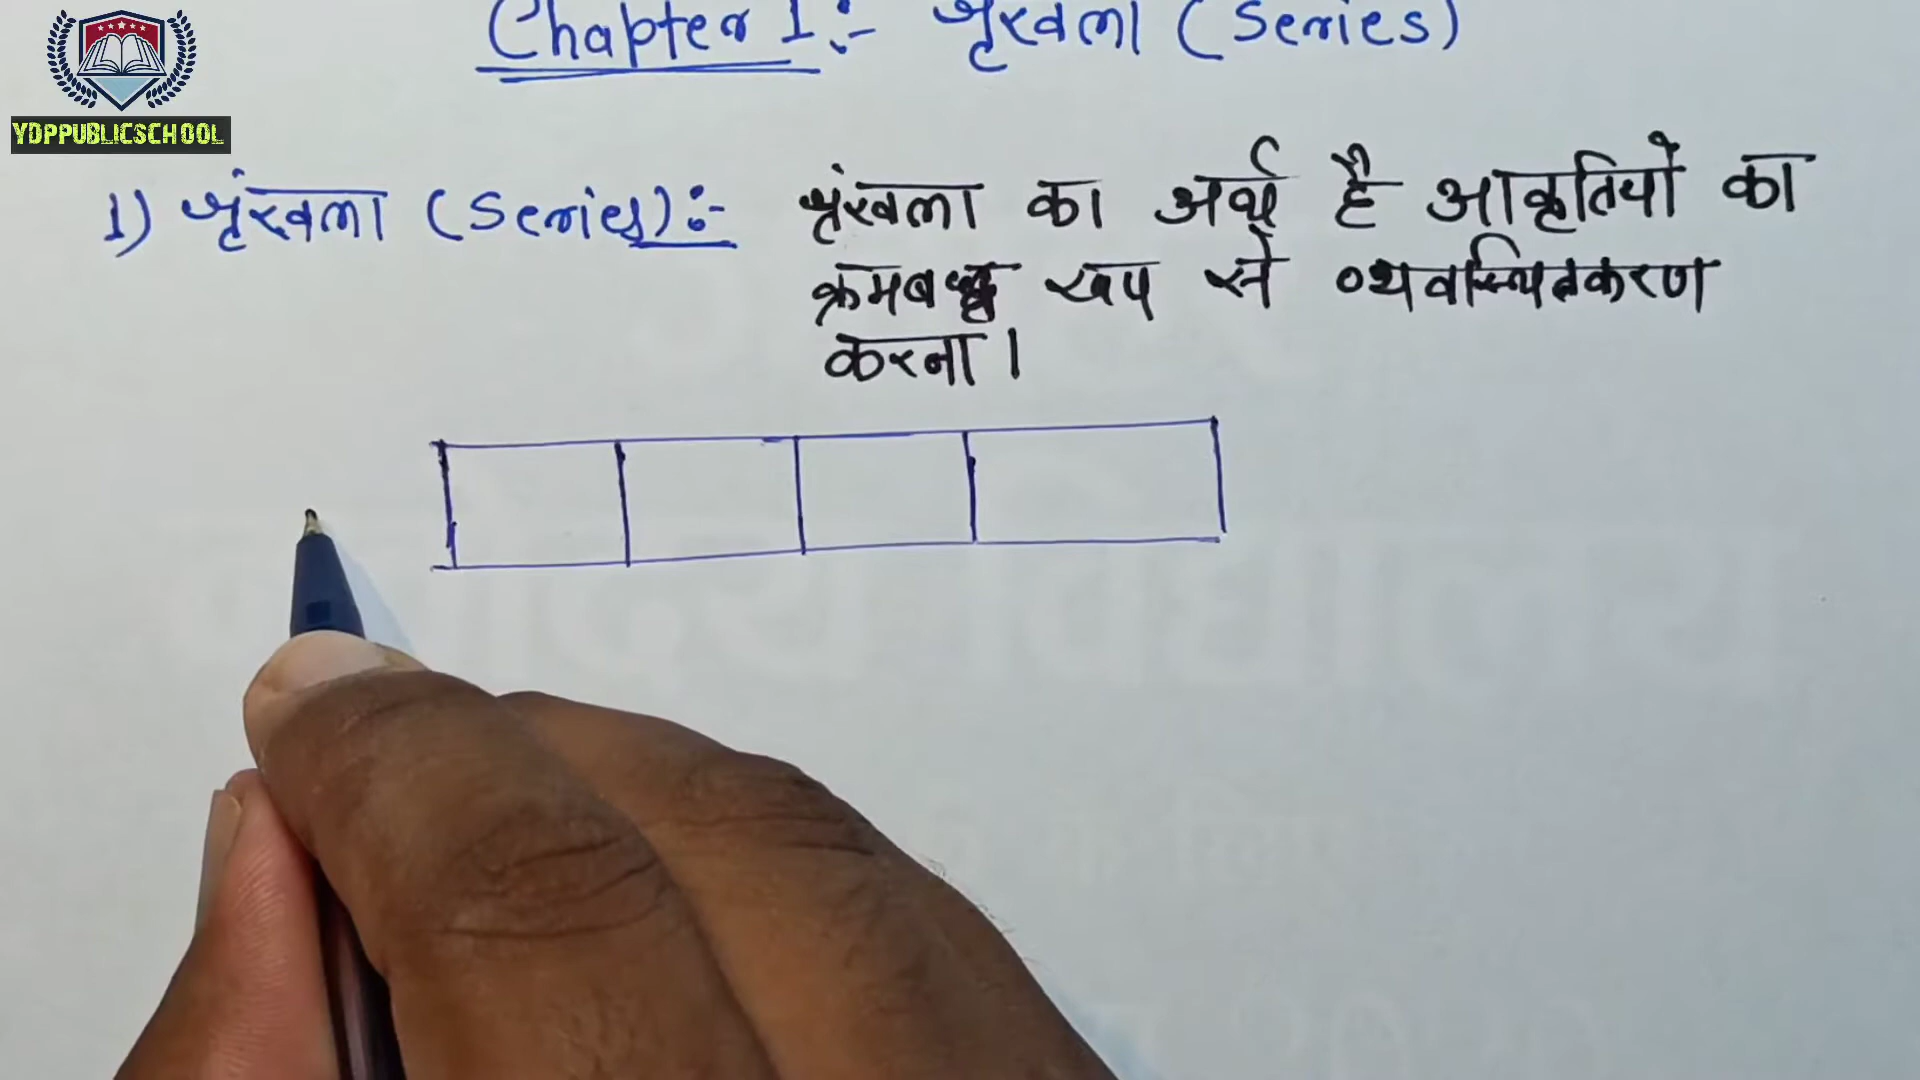 YDPPUBLICSCHOOL
Chapter 1:- शृंखला (Series)
1) शृंखला (Series):- शृंखला का अर्थ है आकृतियों का
क्रमबद्ध रूप से व्यवस्थितकरण
करना।